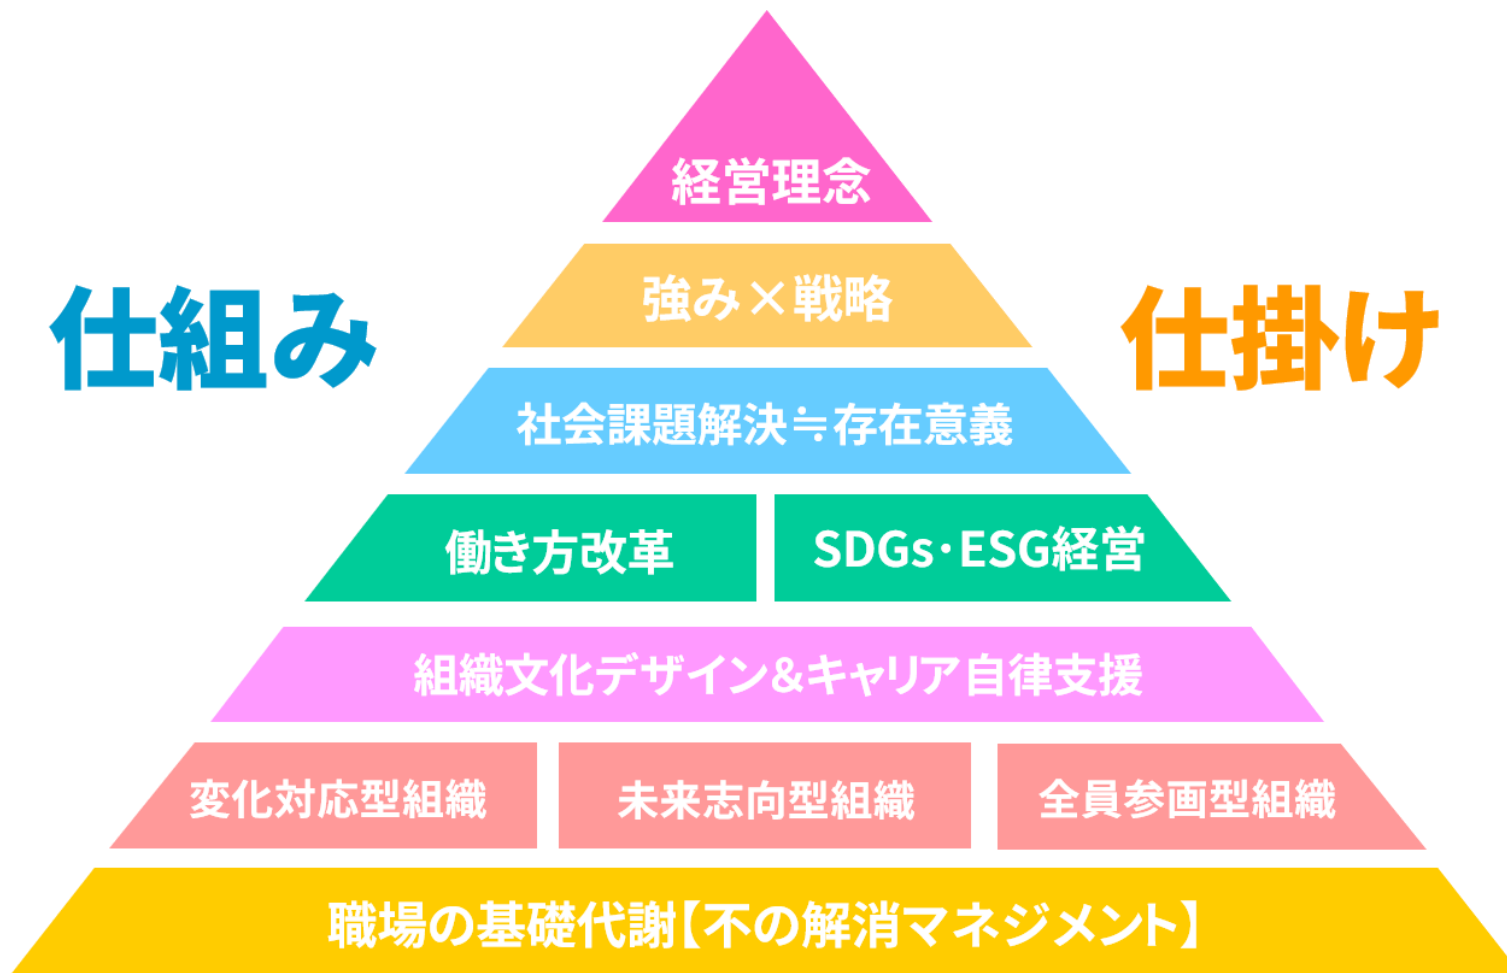 経営理念
強み×戦略
仕組み
仕掛け
社会課題解決≒存在意義
働き方改革
SDGs･ESG経営
組織文化デザイン&キャリア自律支援
変化対応型組織
未来志向型組織
全員参画型組織
職場の基礎代謝【不の解消マネジメント】